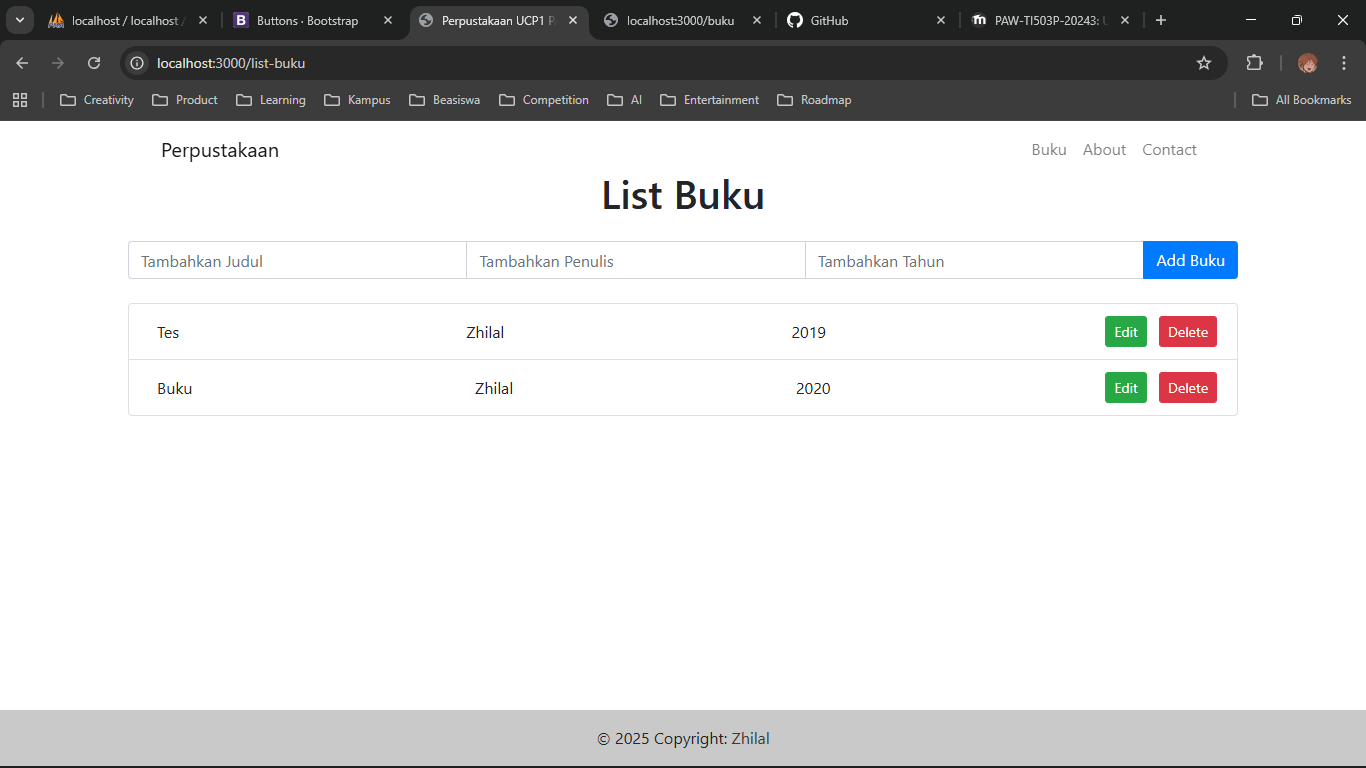 localhost / localhost / Buttons · Bootstrap Perpustakaan UCP1 P localhost:3000/buku GitHub PAW-TI503P-20243: U
localhost:3000/list-buku
Creativity Product Learning Kampus Beasiswa Competition AI Entertainment Roadmap All Bookmarks
Perpustakaan Buku About Contact
List Buku
Tambahkan Judul Tambahkan Penulis Tambahkan Tahun Add Buku
Tes Zhilal 2019 Edit Delete
Buku Zhilal 2020 Edit Delete
© 2025 Copyright: Zhilal